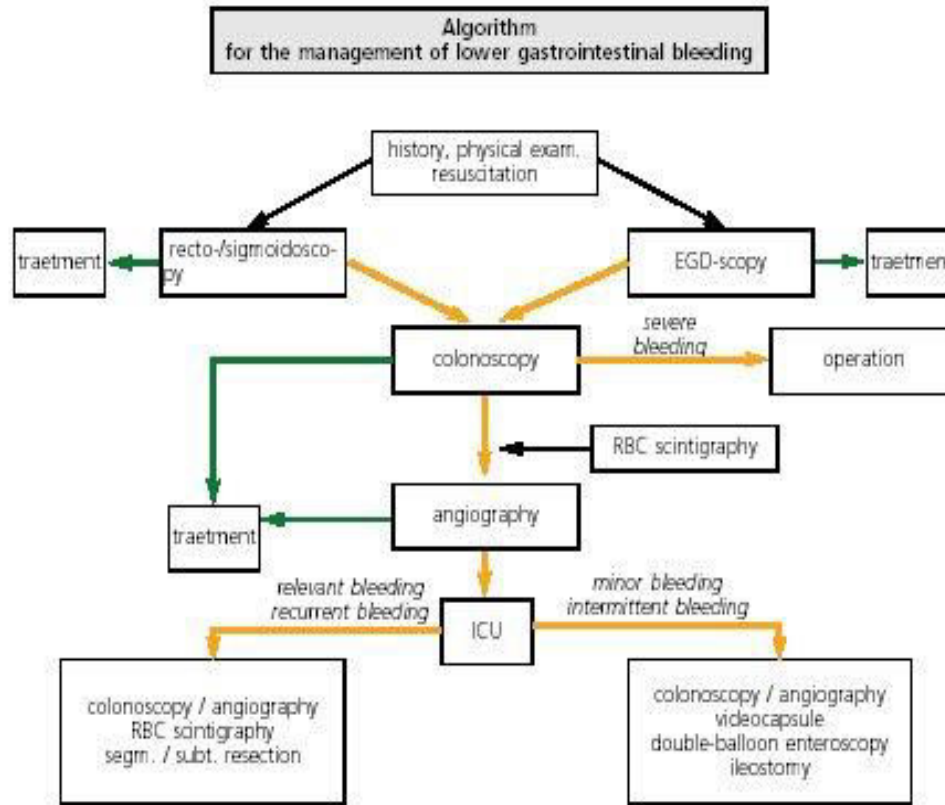 Algorithm
for the management of lower gastrointestinal bleeding
history, physical exam.
resuscitation
traetment
recto-/sigmoidosco-
py
EGD-scopy
traetment
colonoscopy
severe
bleeding
operation
RBC scintigraphy
angiography
traetment
relevant bleeding
recurrent bleeding
minor bleeding
intermittent bleeding
ICU
colonoscopy / angiography
RBC scintigraphy
segm. / subt. resection
colonoscopy / angiography
videocapsule
double-balloon enteroscopy
ileostomy